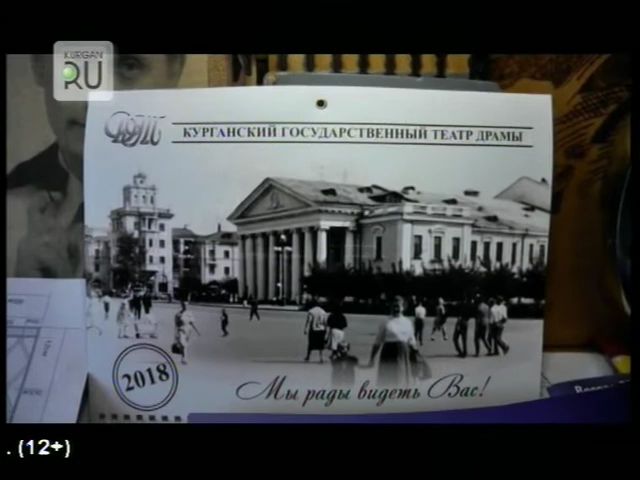 KURGAN
RU
КУРГАНСКИЙ ГОСУДАРСТВЕННЫЙ ТЕАТР ДРАМЫ
2018
Мы рады видеть Вас!
. (12+)